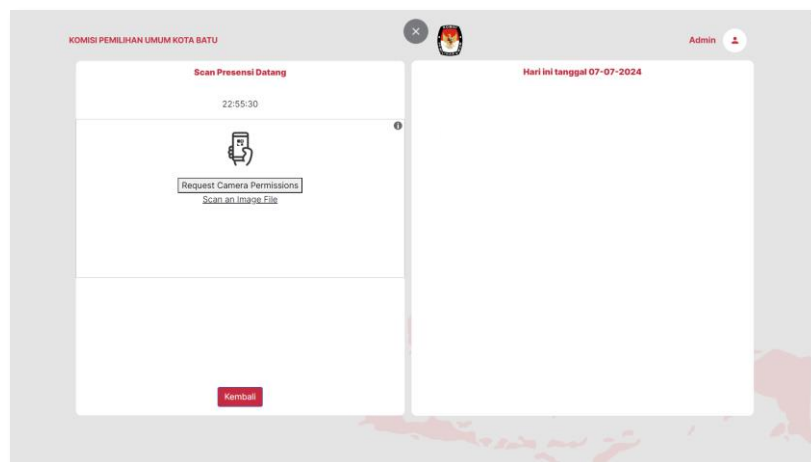 KOMISI PEMILIHAN UMUM KOTA BATU
Admin
Scan Presensi Datang
22:55:30
Request Camera Permissions
Scan an Image File
Kembali
Hari ini tanggal 07-07-2024